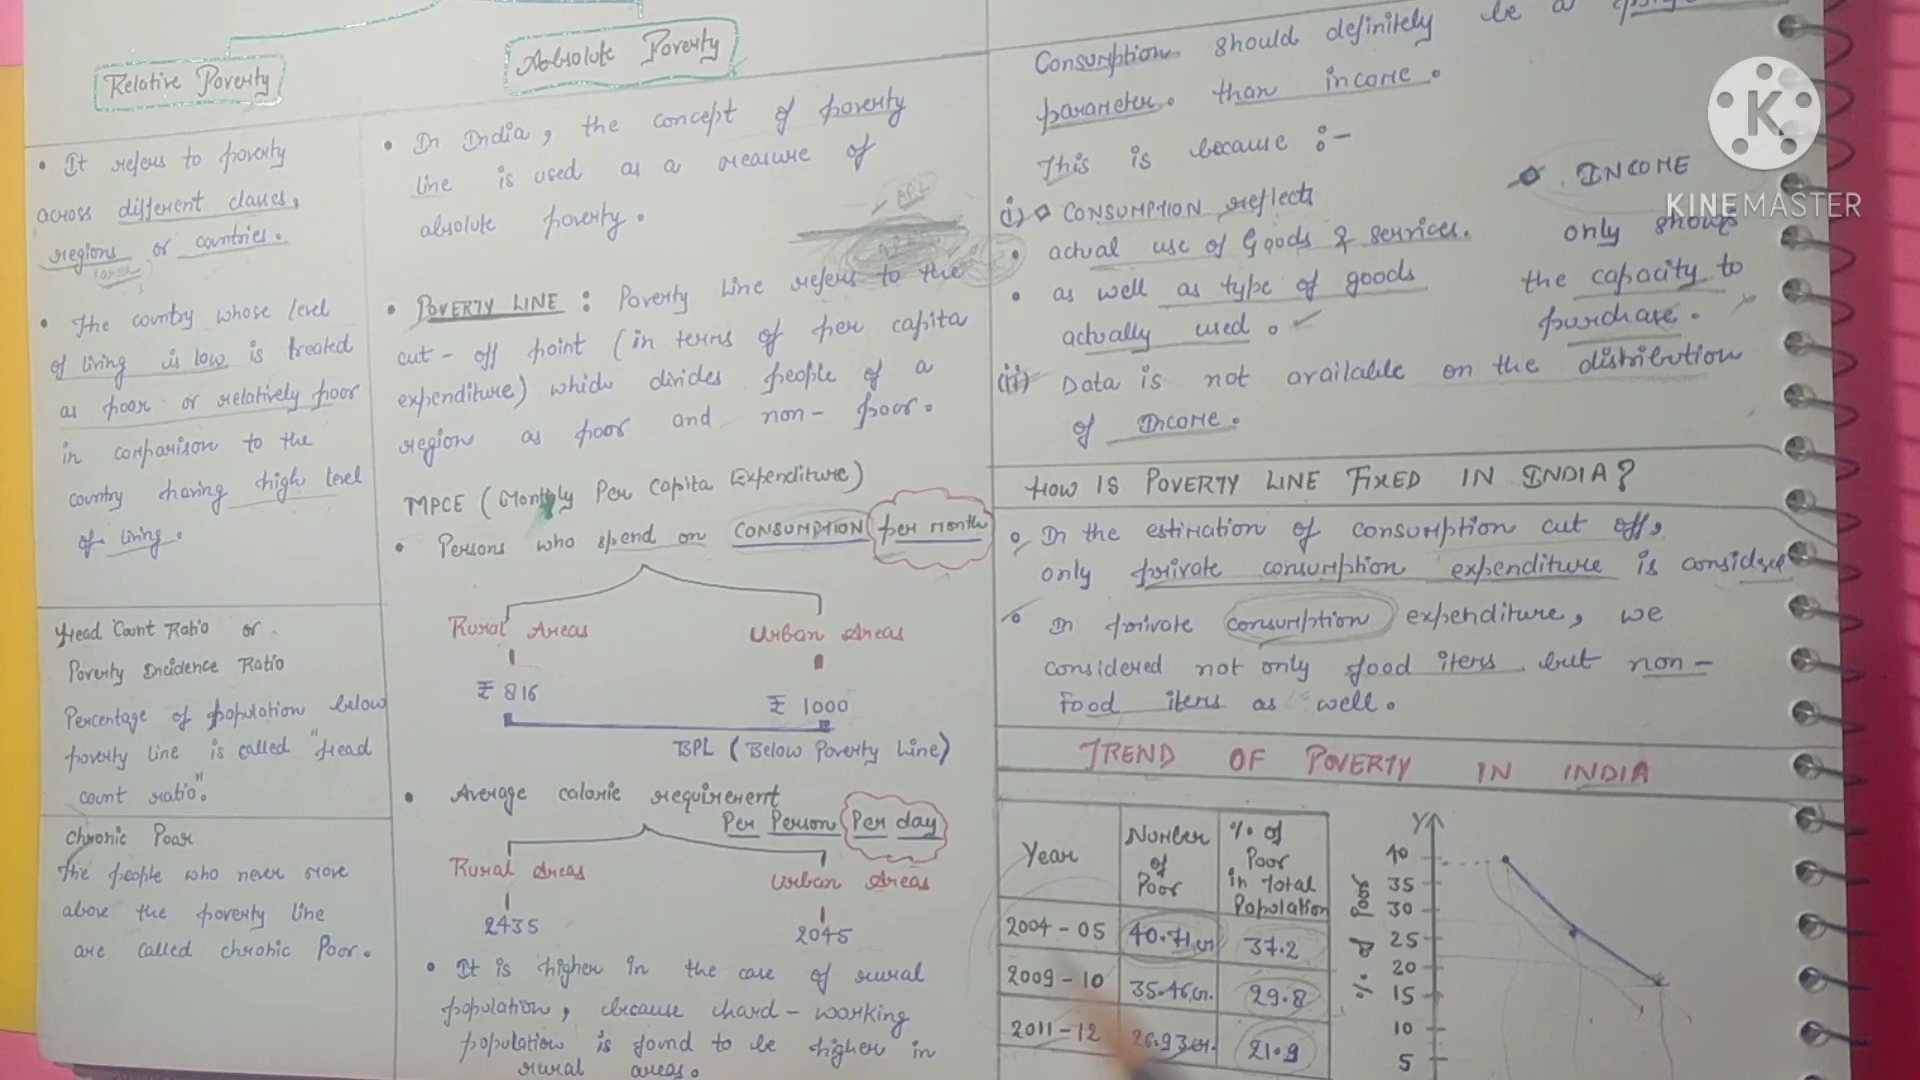 Relative Poverty
• It refers to poverty
across different classes,
regions or countries.
(area)
• The country whose level
of living is low is treated
as poor or relatively poor
in comparison to the
country having high level
of living.
Head Count Ratio or
Poverty Incidence Ratio
Percentage of population below
poverty line is called "Head
count ratio".
Chronic Poor
The people who never move
above the poverty line
are called chronic Poor.
Absolute Poverty
• In India, the concept of poverty
line is used as a measure of
absolute poverty.
• POVERTY LINE : Poverty Line refers to the
cut-off point (in terms of per capita
expenditure) which divides people of a
region as poor and non-poor.
MPCE (Monthly Per Capita Expenditure)
• Persons who spend on CONSUMPTION per month
Rural Areas Urban Areas
₹ 816 ₹ 1000
BPL (Below Poverty Line)
• Average calorie requirement
Per Person Per day
Rural Areas Urban Areas
2435 2045
• It is higher in the case of rural
population, because hard-working
population is found to be higher in
rural areas.
Consumption should definitely be a
parameter. than income.
This is because :-
(i) CONSUMPTION reflects
• actual use of Goods & services.
• as well as type of goods
actually used.
INCOME
only shows
the capacity to
purchase.
(ii) Data is not available on the distribution
of Income.
HOW IS POVERTY LINE FIXED IN INDIA?
• In the estimation of consumption cut off,
only private consumption expenditure is considered
• In private consumption expenditure, we
considered not only food items but non-
food items as well.
TREND OF POVERTY IN INDIA
Year Number of Poor % of Poor in Total Population
2004-05 40.71 cr. 37.2
2009-10 35.46 cr. 29.8
2011-12 26.93 cr. 21.9
Y
% of Poor
40
35
30
25
20
15
10
5
K
KINEMASTER